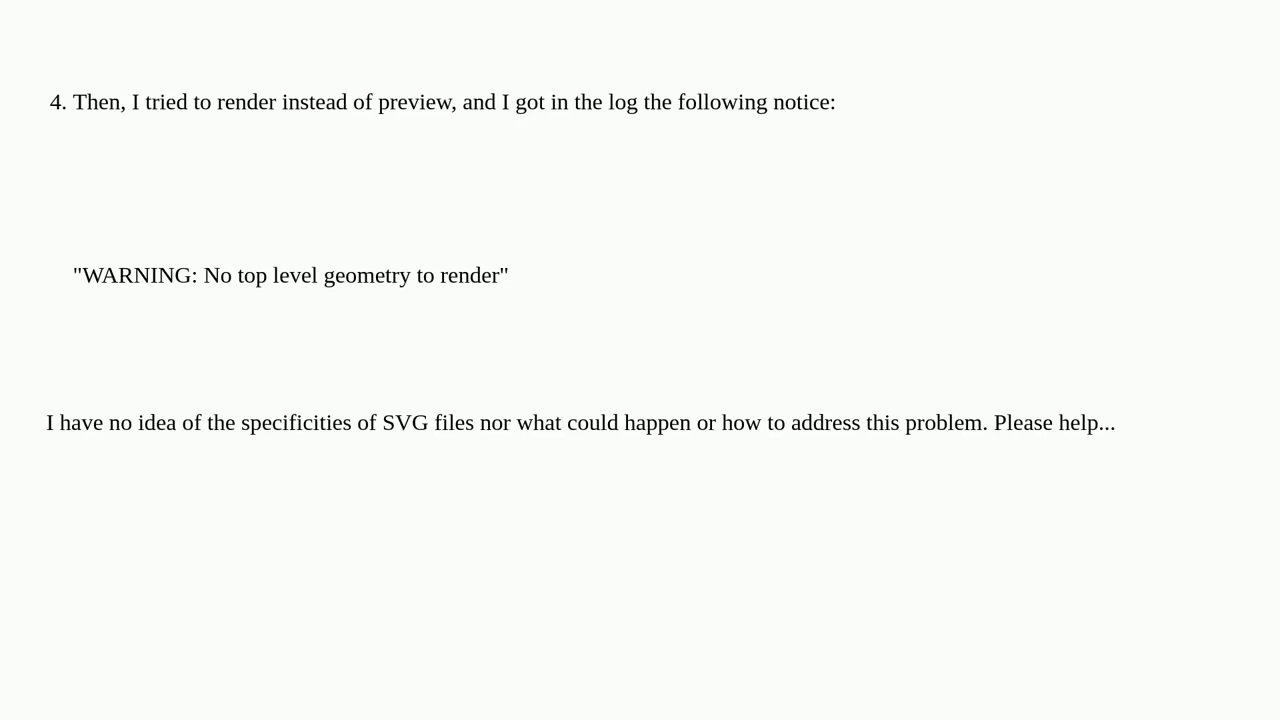 4. Then, I tried to render instead of preview, and I got in the log the following notice:
"WARNING: No top level geometry to render"
I have no idea of the specificities of SVG files nor what could happen or how to address this problem. Please help...